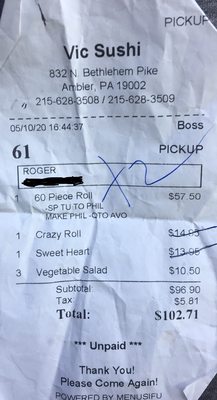 PICKUP
Vic Sushi
832 N. Bethlehem Pike
Ambler, PA 19002
215-628-3508 / 215-628-3509
05/10/20 16:44:37 Boss
61 PICKUP
ROGER
X2
1 60 Piece Roll $57.50
-SP TU TO PHIL
MAKE PHIL -OTO AVO
1 Crazy Roll $14.95
1 Sweet Heart $13.95
3 Vegetable Salad $10.50
Subtotal: $96.90
Tax: $5.81
Total: $102.71
*** Unpaid ***
Thank You!
Please Come Again!
POWERED BY MENUSIFU